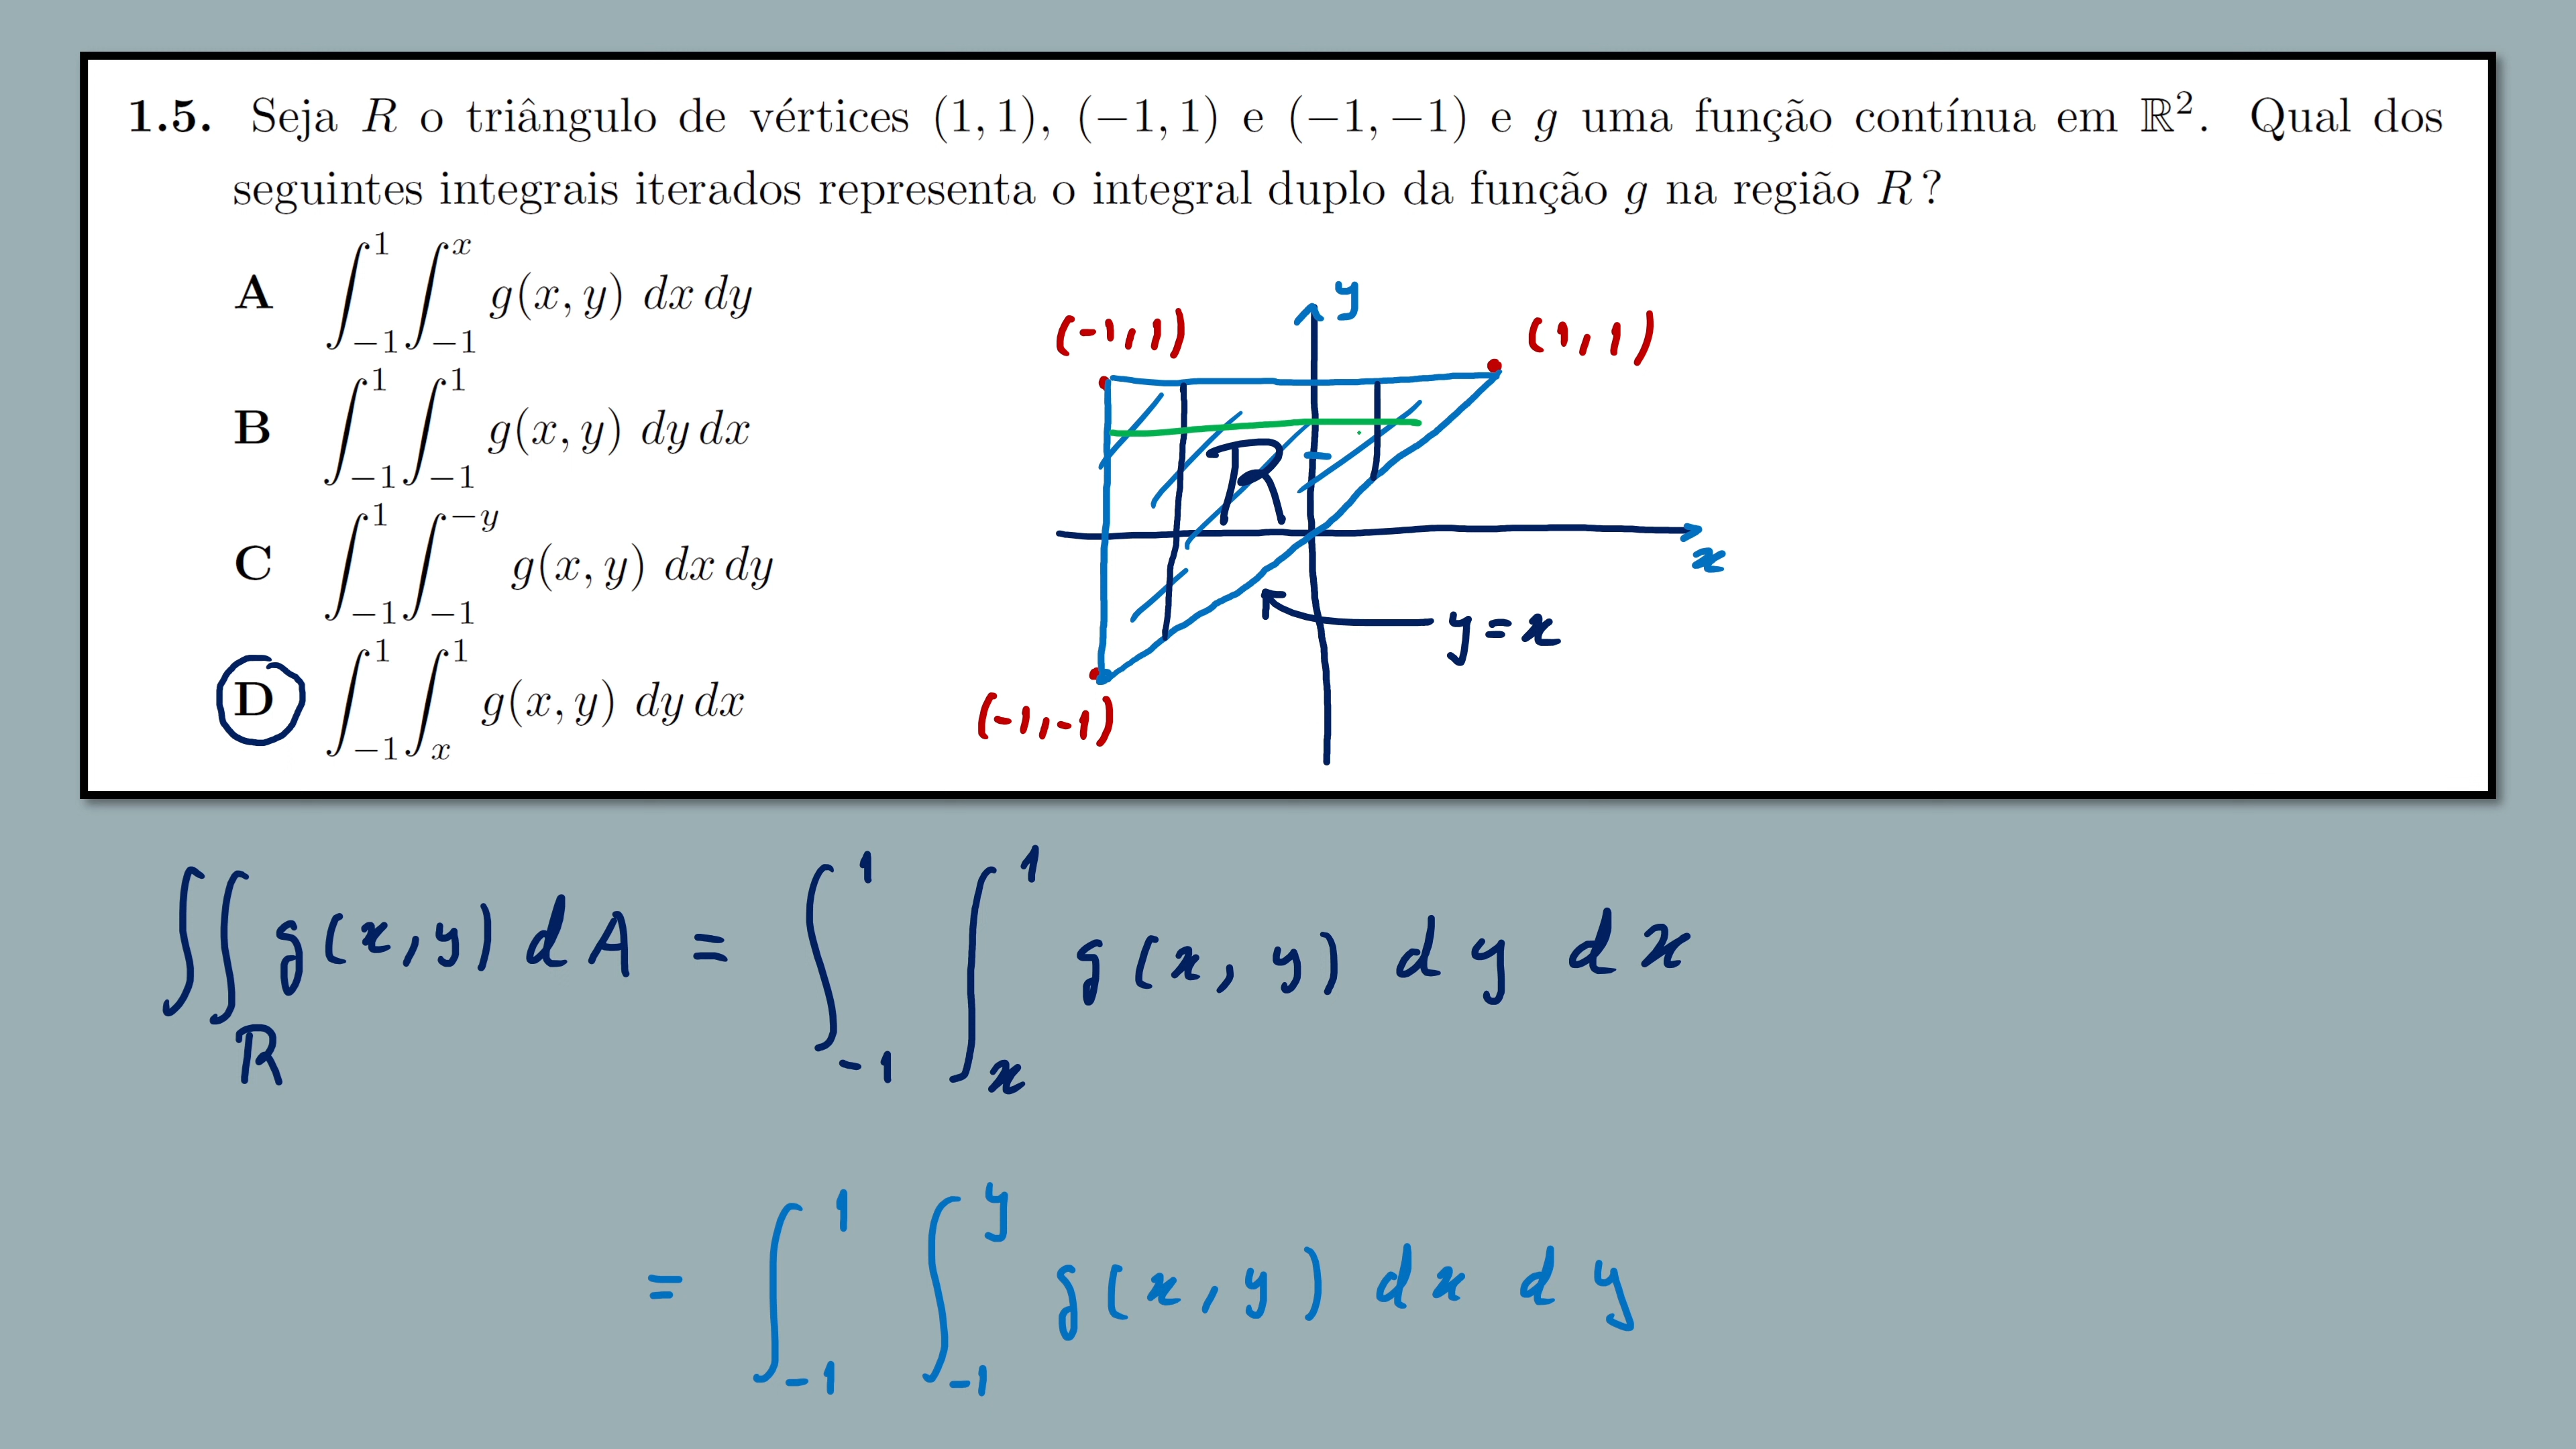 1.5. Seja R o triângulo de vértices (1, 1), (−1, 1) e (−1, −1) e g uma função contínua em ℝ². Qual dos
seguintes integrais iterados representa o integral duplo da função g na região R ?
A ∫_{−1}^{1} ∫_{−1}^{x} g(x, y) dx dy
B ∫_{−1}^{1} ∫_{−1}^{1} g(x, y) dy dx
C ∫_{−1}^{1} ∫_{−1}^{−y} g(x, y) dx dy
D ∫_{−1}^{1} ∫_{x}^{1} g(x, y) dy dx
y
(-1,1)
(1,1)
R
x
y=x
(-1,-1)
∬_R g(x,y) dA = ∫_{-1}^{1} ∫_{x}^{1} g(x,y) dy dx
= ∫_{-1}^{1} ∫_{-1}^{y} g(x,y) dx dy